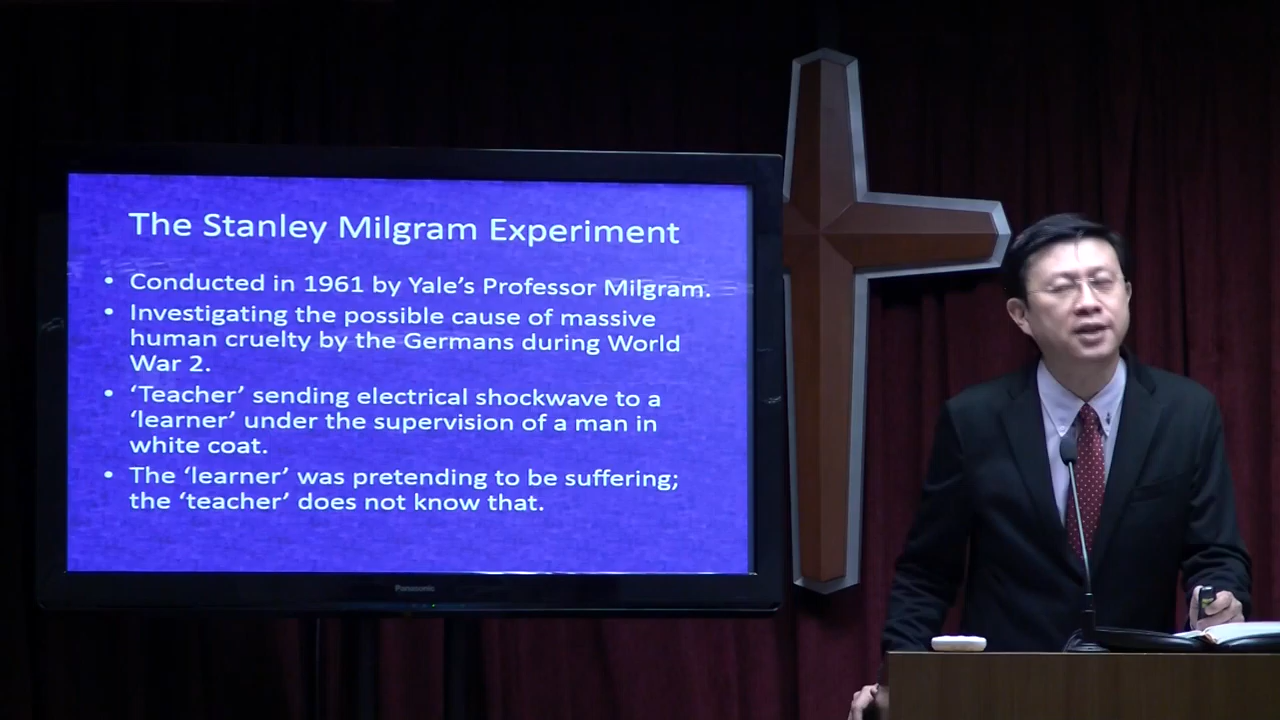 The Stanley Milgram Experiment
• Conducted in 1961 by Yale’s Professor Milgram.
• Investigating the possible cause of massive
human cruelty by the Germans during World
War 2.
• ‘Teacher’ sending electrical shockwave to a
‘learner’ under the supervision of a man in
white coat.
• The ‘learner’ was pretending to be suffering;
the ‘teacher’ does not know that.
Panasonic